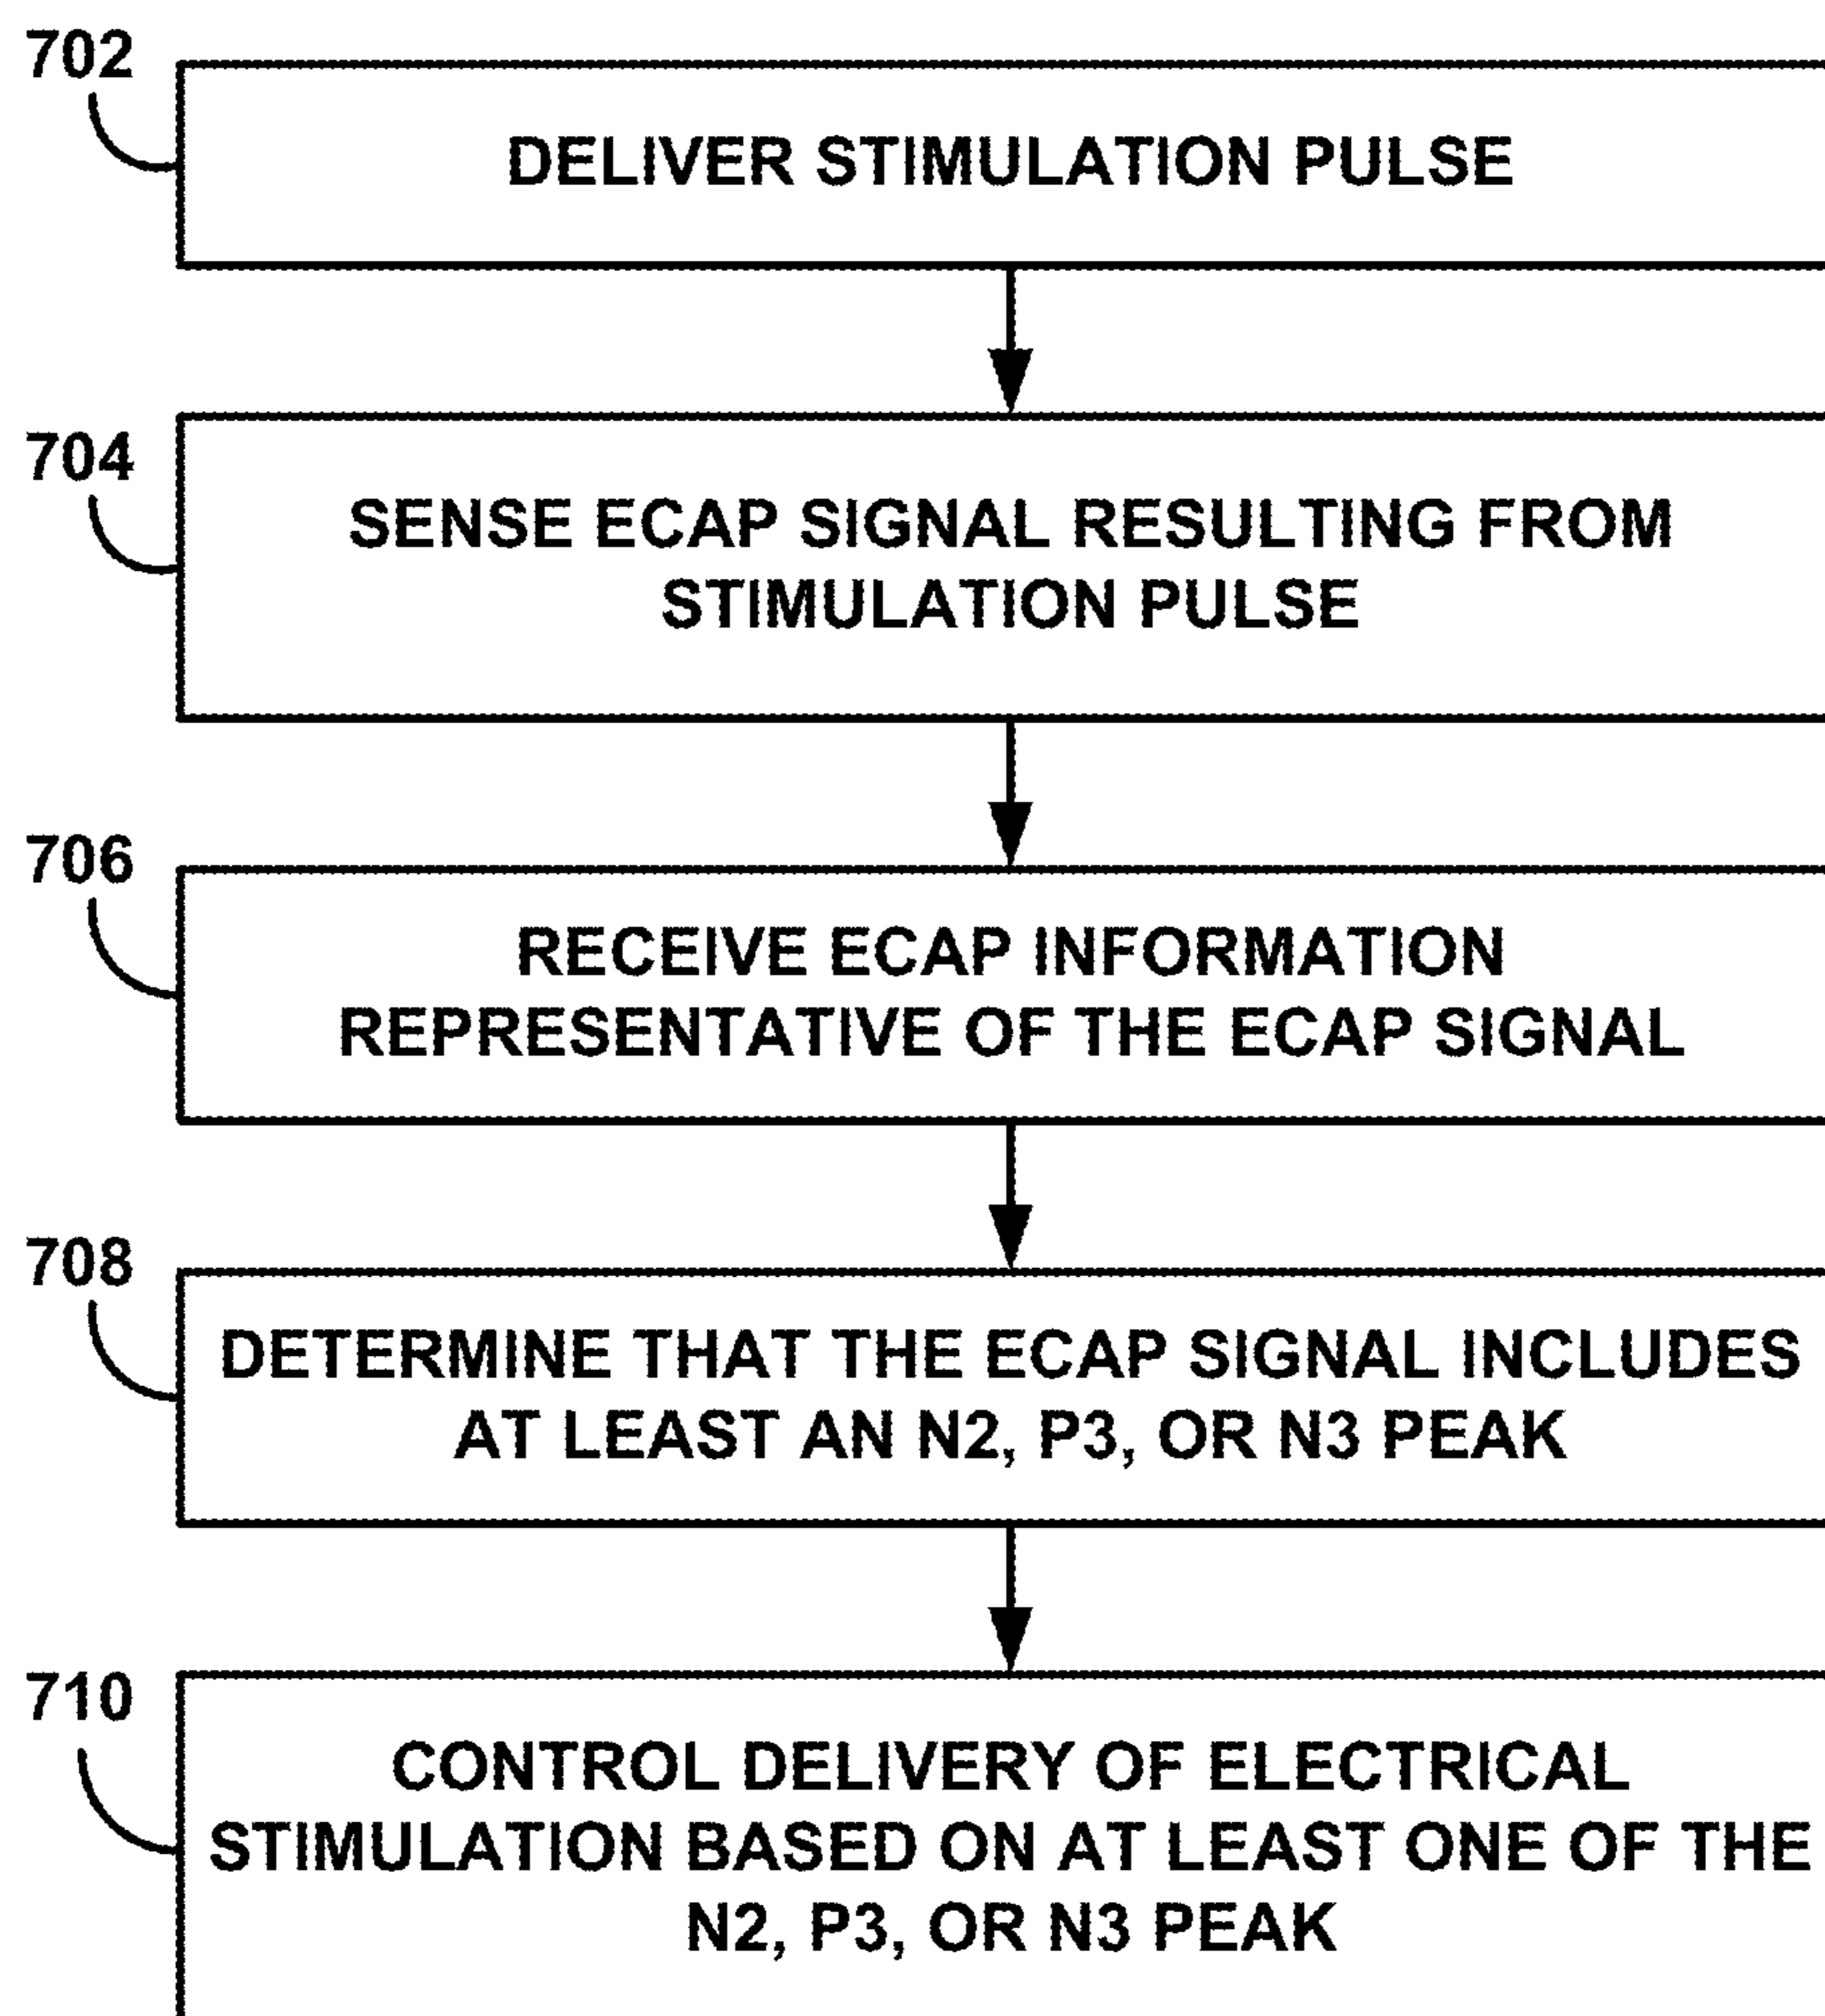 702
DELIVER STIMULATION PULSE
704
SENSE ECAP SIGNAL RESULTING FROM
STIMULATION PULSE
706
RECEIVE ECAP INFORMATION
REPRESENTATIVE OF THE ECAP SIGNAL
708
DETERMINE THAT THE ECAP SIGNAL INCLUDES
AT LEAST AN N2, P3, OR N3 PEAK
710
CONTROL DELIVERY OF ELECTRICAL
STIMULATION BASED ON AT LEAST ONE OF THE
N2, P3, OR N3 PEAK